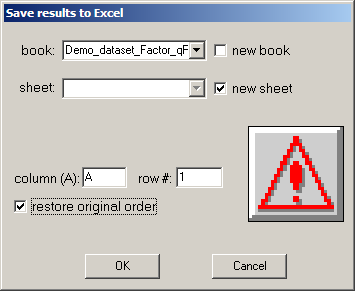 Save results to Excel
book: Demo_dataset_Factor_qF new book
sheet: new sheet
column (A): A row #: 1
restore original order
OK Cancel